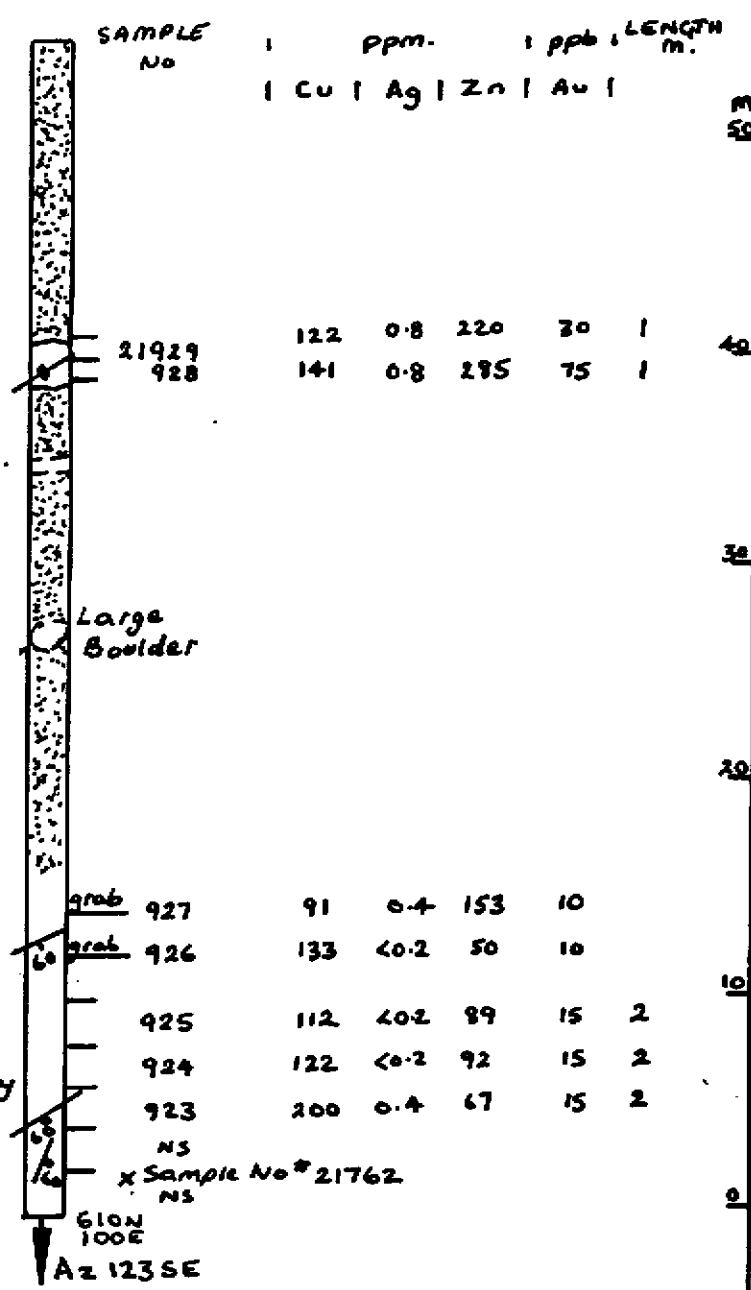 SAMPLE No ppm. ppb LENGTH m.
Cu Ag Zn Au
50
21929 122 0.8 220 30 1
40
928 141 0.8 285 75 1
30
Large
Boulder
20
grab 927 91 0.4 153 10
grab 926 133 <0.2 50 10
60
10
925 112 <0.2 89 15 2
924 122 <0.2 92 15 2
923 200 0.4 67 15 2
NS
x Sample No # 21762
NS
0
610N
100E
Az 123 SE